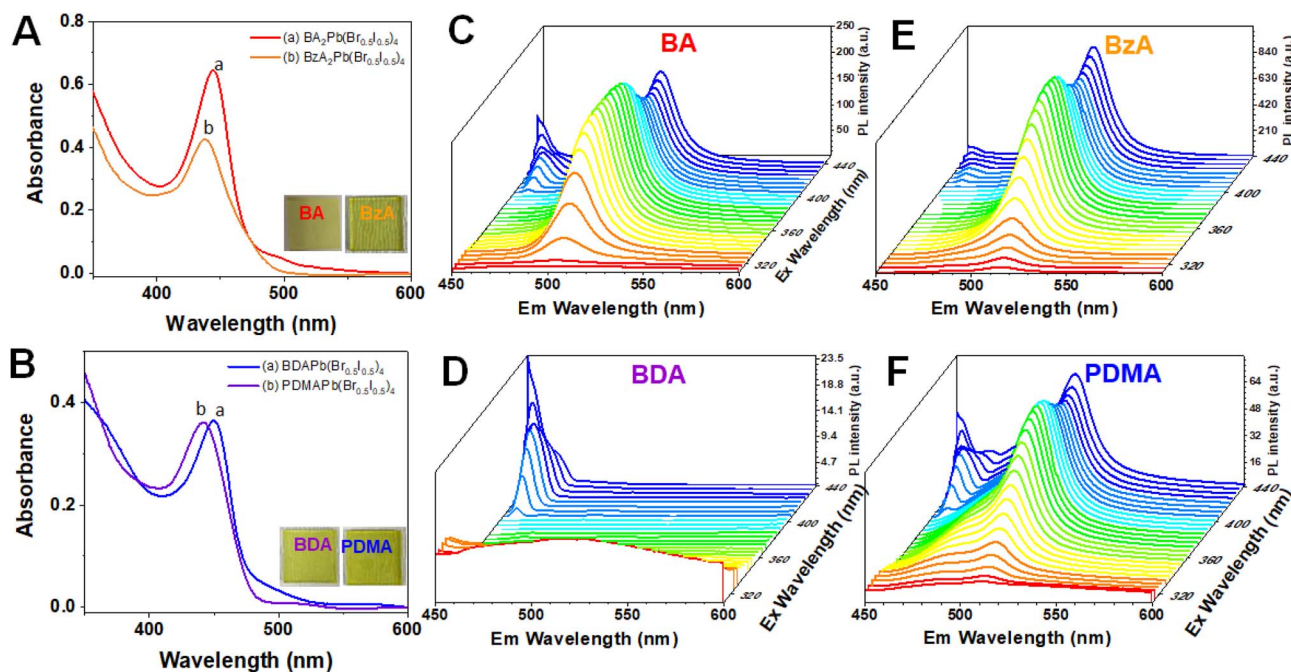 A
0.8
0.6
0.4
0.2
0.0
Absorbance
(a) BA2Pb(Br0.5I0.5)4
(b) BzA2Pb(Br0.5I0.5)4
a
b
BA
BzA
400
500
600
Wavelength (nm)
C
BA
250
200
150
100
50
PL intensity (a.u.)
440
400
360
320
Ex Wavelength (nm)
450
500
550
600
Em Wavelength (nm)
E
BzA
840
630
420
210
PL intensity (a.u.)
440
400
360
320
450
500
550
600
Em Wavelength (nm)
B
0.4
0.2
0.0
Absorbance
(a) BDAPb(Br0.5I0.5)4
(b) PDMAPb(Br0.5I0.5)4
b
a
BDA
PDMA
400
500
600
Wavelength (nm)
D
BDA
23.5
18.8
14.1
9.4
4.7
PL intensity (a.u.)
440
400
360
320
Ex Wavelength (nm)
450
500
550
600
Em Wavelength (nm)
F
PDMA
64
48
32
16
PL intensity (a.u.)
440
400
360
320
Ex Wavelength (nm)
450
500
550
600
Em Wavelength (nm)